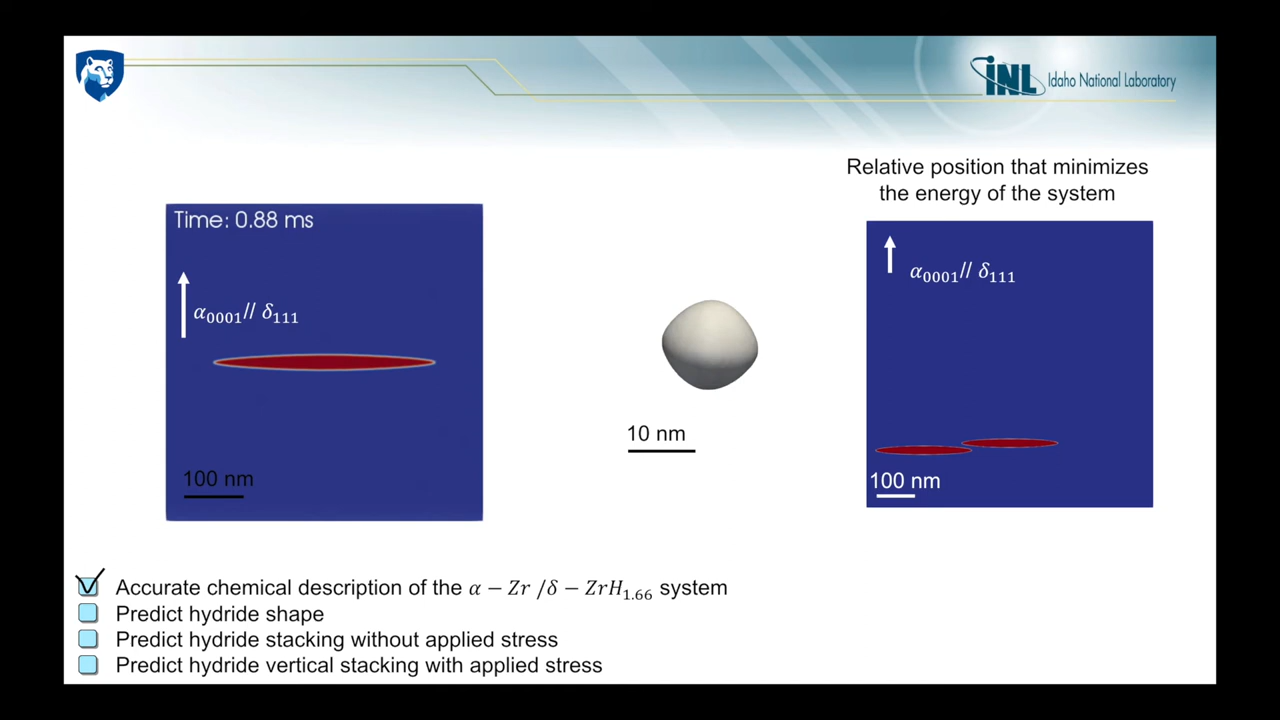 INL Idaho National Laboratory
Relative position that minimizes
the energy of the system
Time: 0.88 ms
α₀₀₀₁// δ₁₁₁
100 nm
10 nm
α₀₀₀₁// δ₁₁₁
100 nm
Accurate chemical description of the α − Zr /δ − ZrH₁.₆₆ system
Predict hydride shape
Predict hydride stacking without applied stress
Predict hydride vertical stacking with applied stress